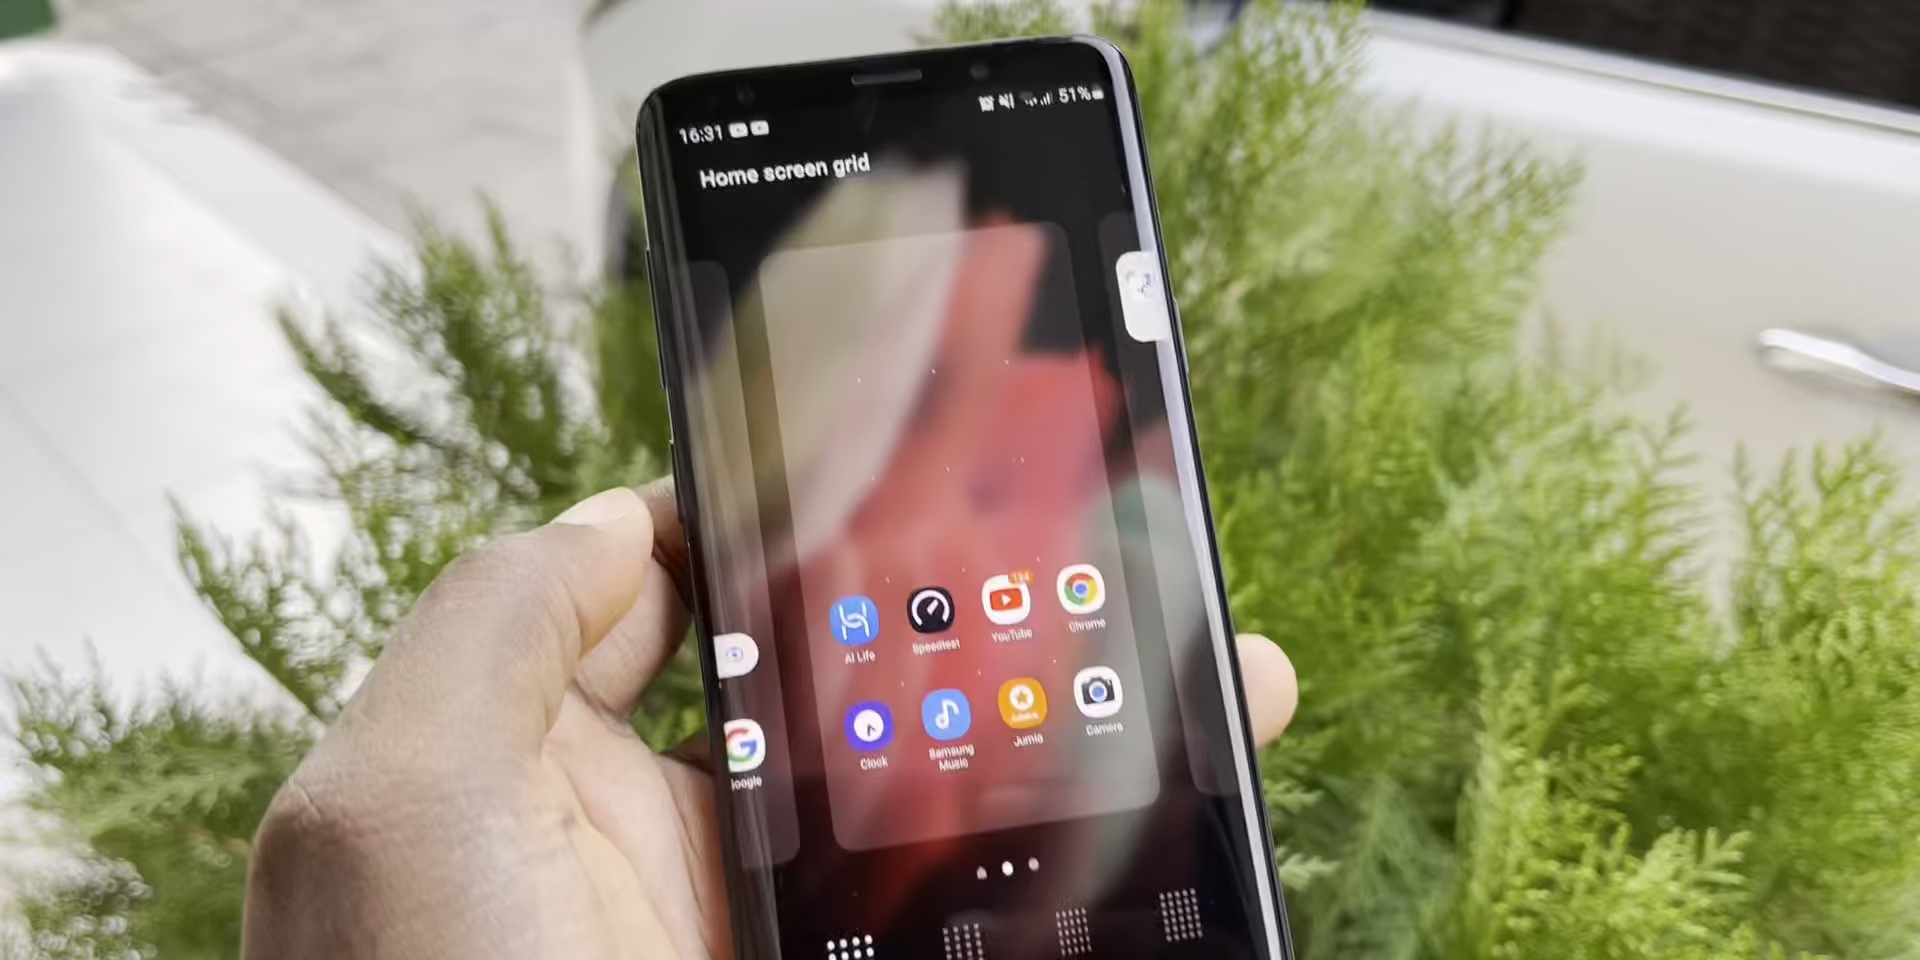 16:31
51%
Home screen grid
AI Life
Speedtest
YouTube
Chrome
Clock
Samsung
Music
Jumia
Camera
oogle